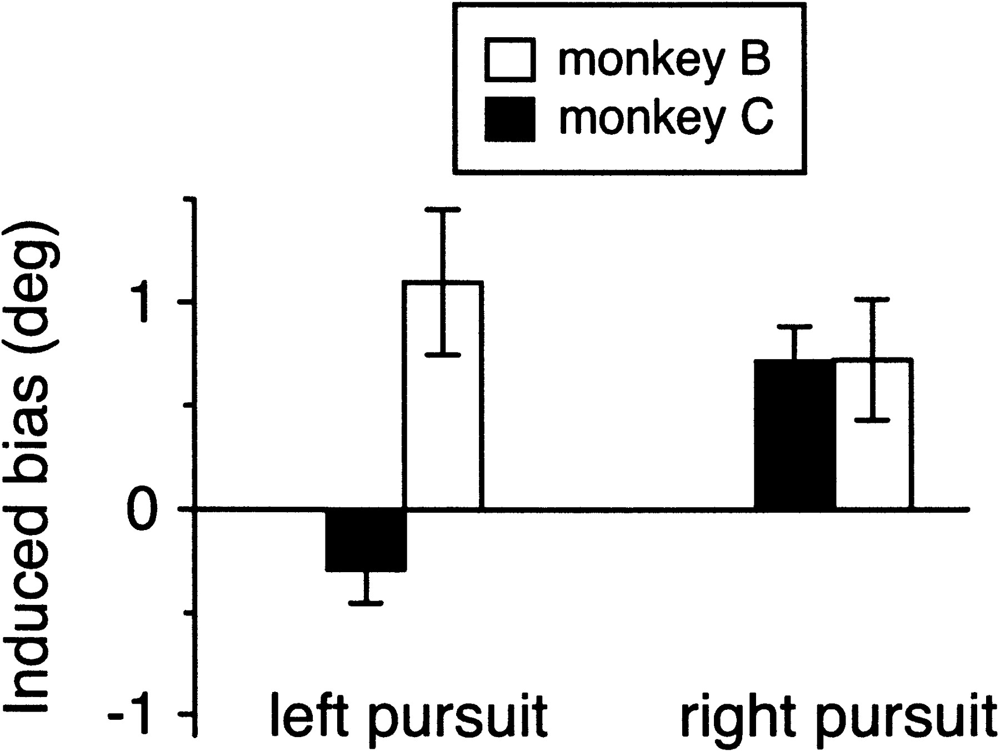 monkey B
monkey C
Induced bias (deg)
1
0
-1
left pursuit
right pursuit